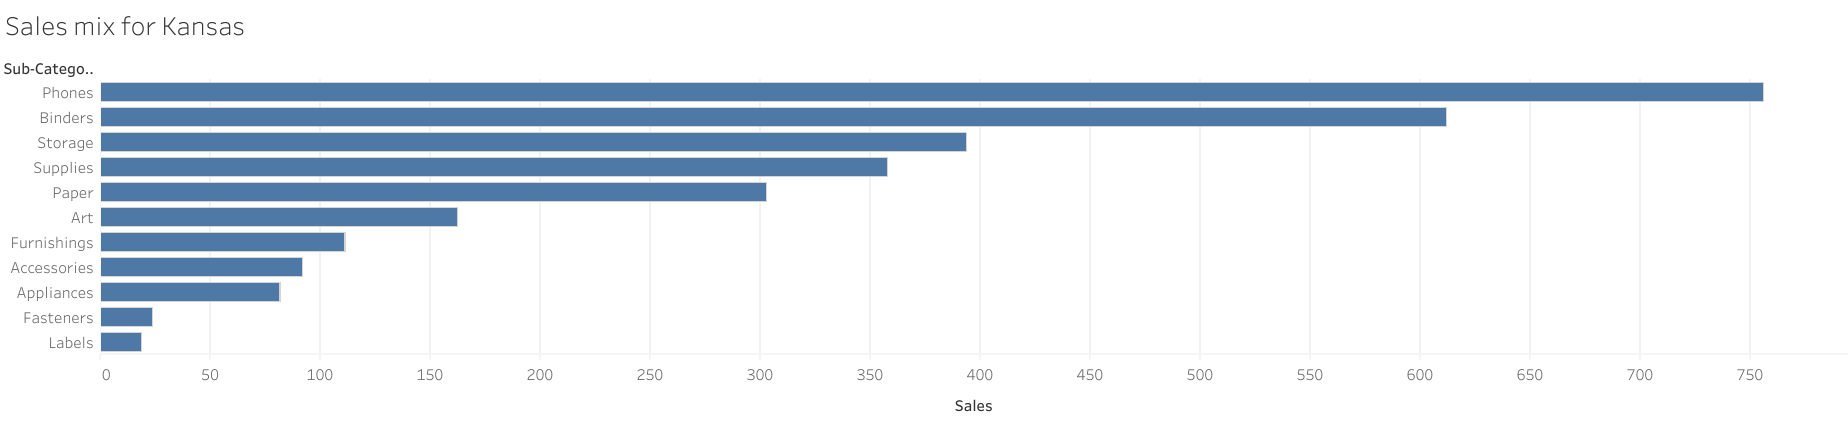 Sales mix for Kansas
Sub-Catego..
Phones
Binders
Storage
Supplies
Paper
Art
Furnishings
Accessories
Appliances
Fasteners
Labels
0 50 100 150 200 250 300 350 400 450 500 550 600 650 700 750
Sales